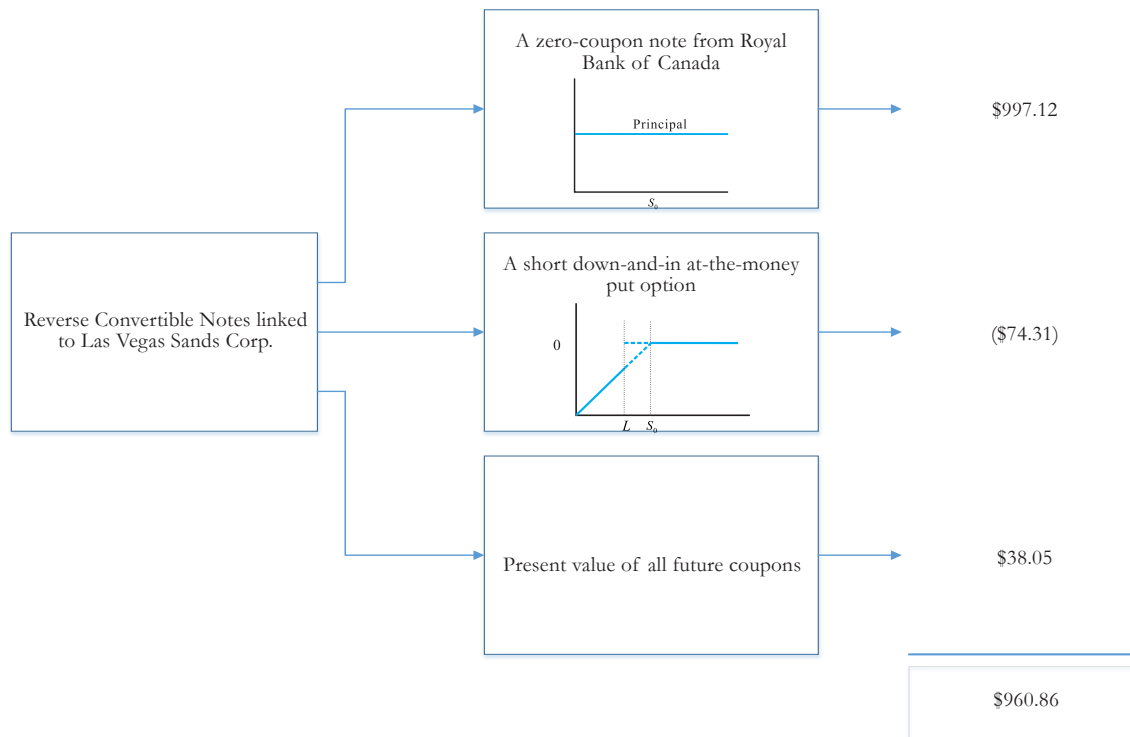 A zero-coupon note from Royal
Bank of Canada
Principal
S₀
$997.12
Reverse Convertible Notes linked
to Las Vegas Sands Corp.
A short down-and-in at-the-money
put option
0
L S₀
($74.31)
Present value of all future coupons
$38.05
$960.86